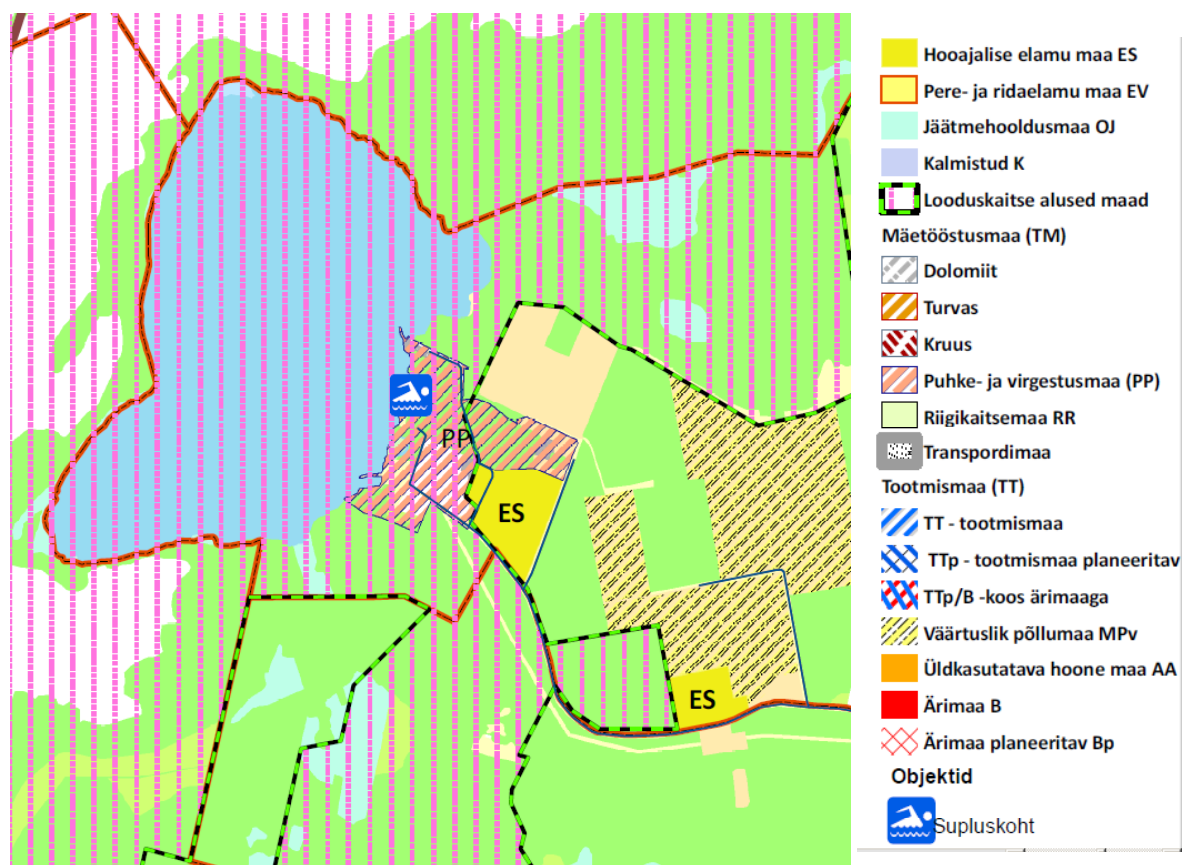 PP
ES
ES
Hooajalise elamu maa ES
Pere- ja ridaelamu maa EV
Jäätmehooldusmaa OJ
Kalmistud K
Looduskaitse alused maad
Mäetööstusmaa (TM)
Dolomiit
Turvas
Kruus
Puhke- ja virgestusmaa (PP)
Riigikaitsemaa RR
Transpordimaa
Tootmismaa (TT)
TT - tootmismaa
TTp - tootmismaa planeeritav
TTp/B -koos ärimaaga
Väärtuslik põllumaa MPv
Üldkasutatava hoone maa AA
Ärimaa B
Ärimaa planeeritav Bp
Objektid
Supluskoht